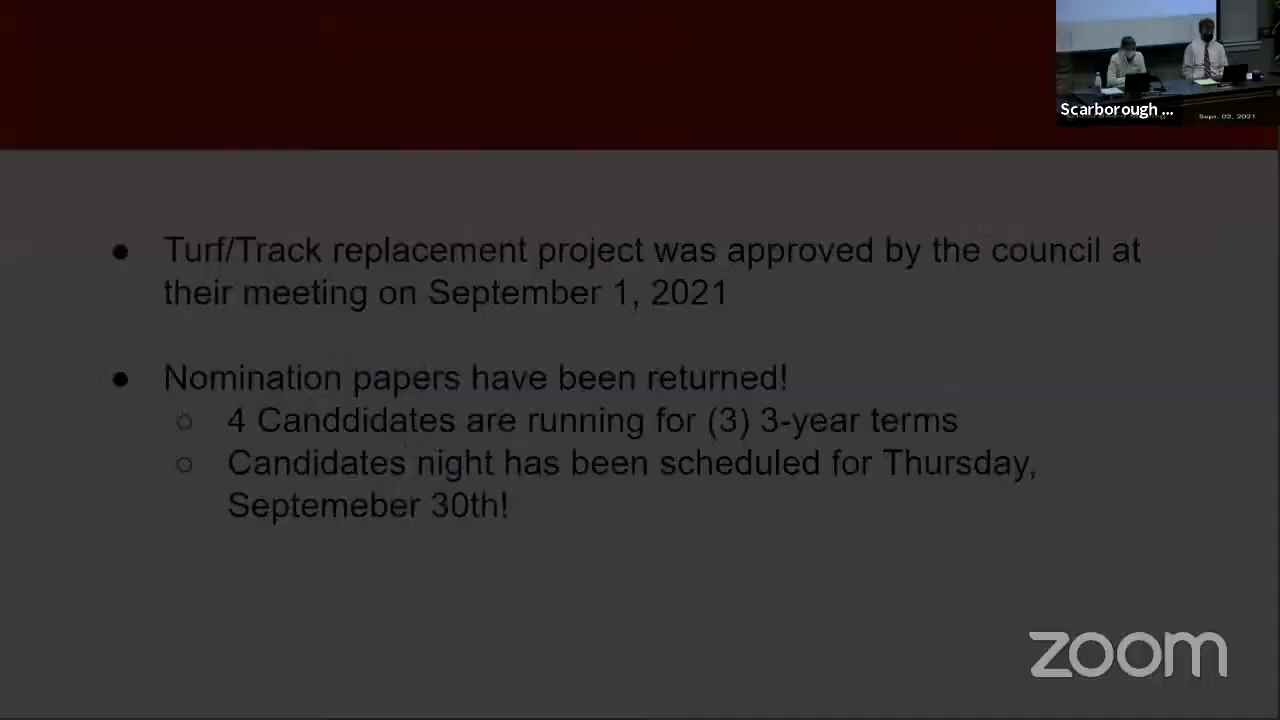 Scarborough ...
Sept. 02, 2021
● Turf/Track replacement project was approved by the council at
their meeting on September 1, 2021
● Nomination papers have been returned!
○ 4 Canddidates are running for (3) 3-year terms
○ Candidates night has been scheduled for Thursday,
Septemeber 30th!
zoom